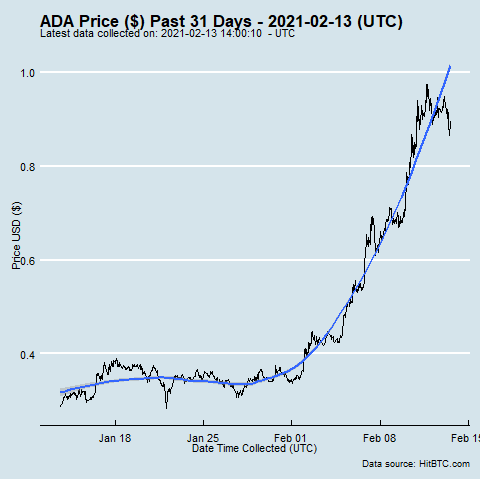 ADA Price ($) Past 31 Days - 2021-02-13 (UTC)
Latest data collected on: 2021-02-13 14:00:10 - UTC
1.0
0.8
0.6
0.4
Price USD ($)
Jan 18 Jan 25 Feb 01 Feb 08 Feb 15
Date Time Collected (UTC)
Data source: HitBTC.com